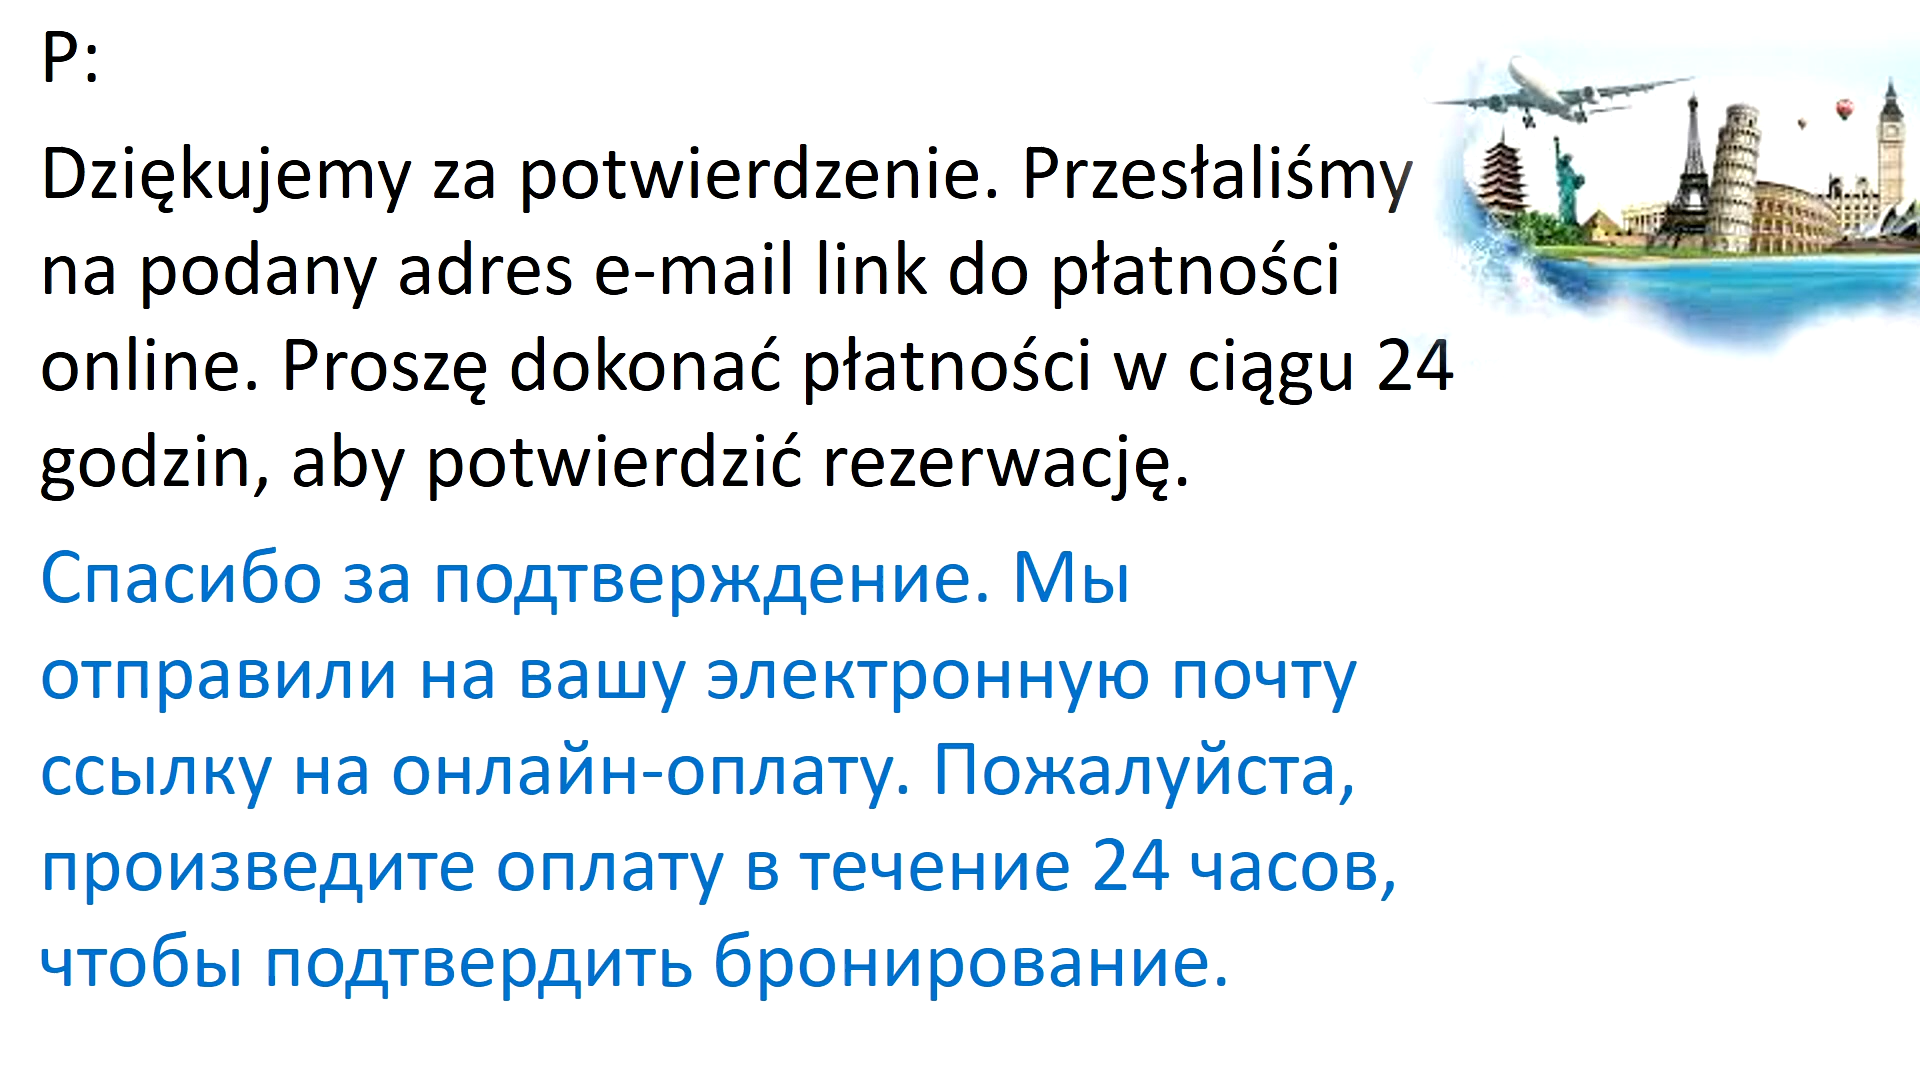 P:
Dziękujemy za potwierdzenie. Przesłaliśmy
na podany adres e-mail link do płatności
online. Proszę dokonać płatności w ciągu 24
godzin, aby potwierdzić rezerwację.
Спасибо за подтверждение. Мы
отправили на вашу электронную почту
ссылку на онлайн-оплату. Пожалуйста,
произведите оплату в течение 24 часов,
чтобы подтвердить бронирование.